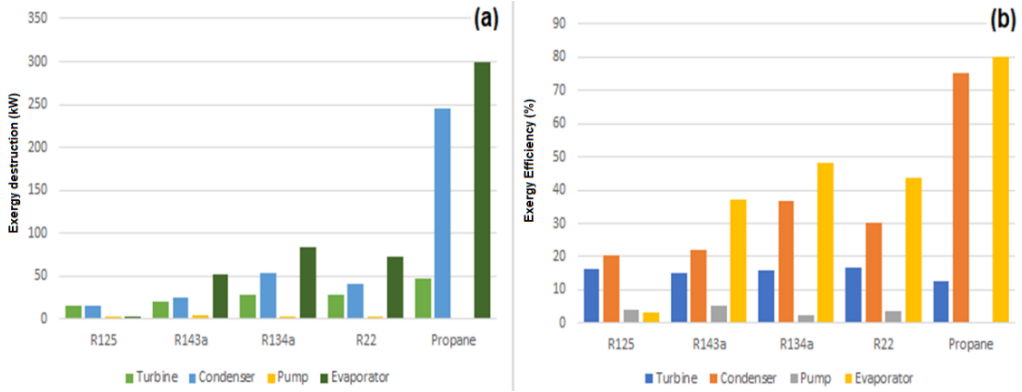 (a)
Exergy destruction (kW)
350
300
250
200
150
100
50
0
R125 R143a R134a R22 Propane
Turbine Condenser Pump Evaporator
(b)
Exergy Efficiency (%)
90
80
70
60
50
40
30
20
10
0
R125 R143a R134a R22 Propane
Turbine Condenser Pump Evaporator